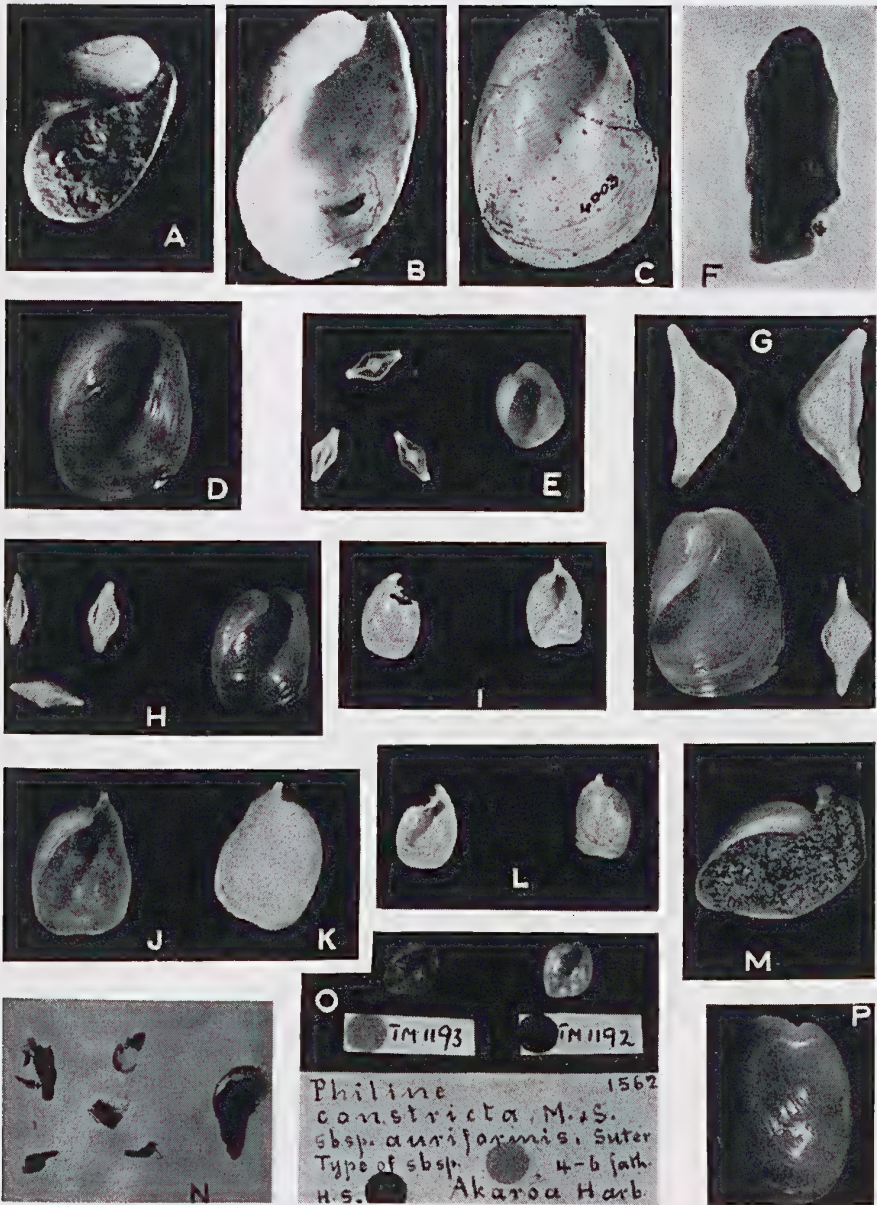 A
B
4003
C
F
D
E
G
H
I
J
K
L
M
N
O
TM1193
TM1192
P
1562
Philine
constricta, M.&S.
sbsp. auriformis. Suter
Type of sbsp. 4-6 fath.
H.S. Akaroa Harb.